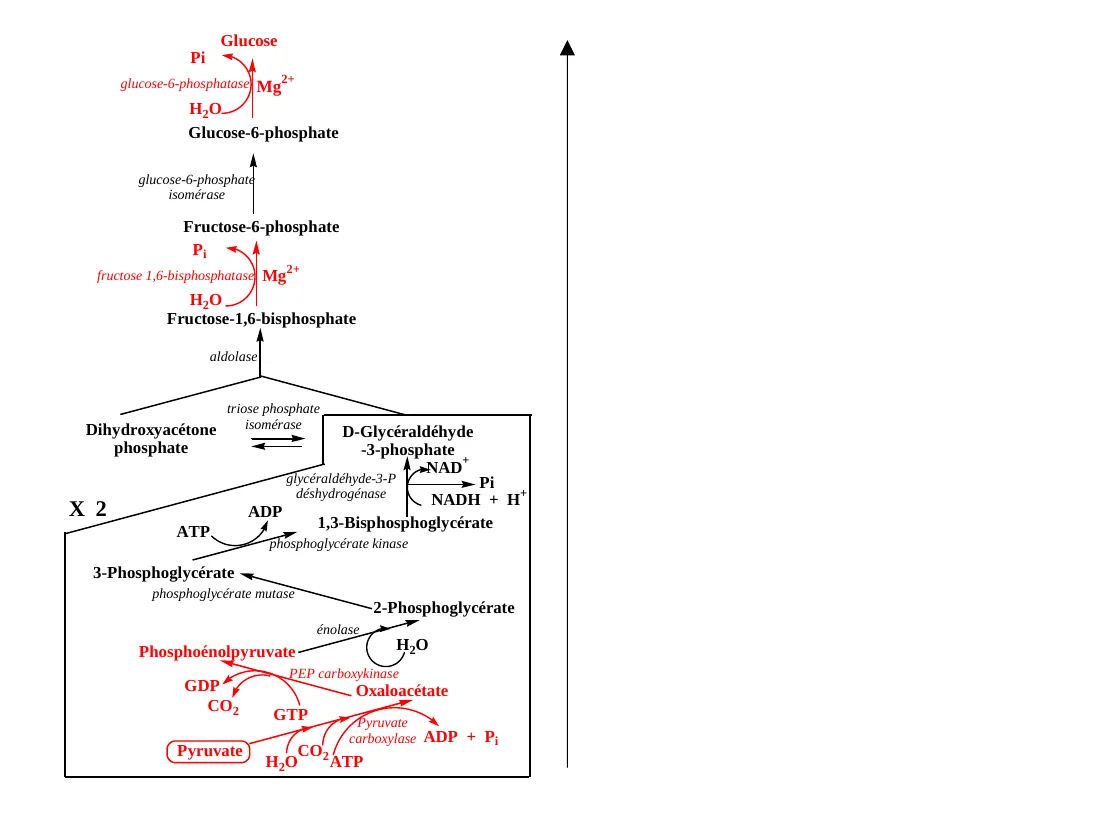 Glucose
Pi
glucose-6-phosphatase
Mg2+
H2O
Glucose-6-phosphate
glucose-6-phosphate
isomérase
Fructose-6-phosphate
Pi
fructose 1,6-bisphosphatase
Mg2+
H2O
Fructose-1,6-bisphosphate
aldolase
triose phosphate
isomérase
Dihydroxyacétone
phosphate
D-Glycéraldéhyde
-3-phosphate
NAD+
glycéraldéhyde-3-P
déshydrogénase
Pi
NADH + H+
X 2
ADP
ATP
1,3-Bisphosphoglycérate
phosphoglycérate kinase
3-Phosphoglycérate
phosphoglycérate mutase
2-Phosphoglycérate
énolase
H2O
Phosphoénolpyruvate
PEP carboxykinase
GDP
CO2
GTP
Oxaloacétate
Pyruvate
carboxylase
ADP + Pi
Pyruvate
H2O
CO2
ATP